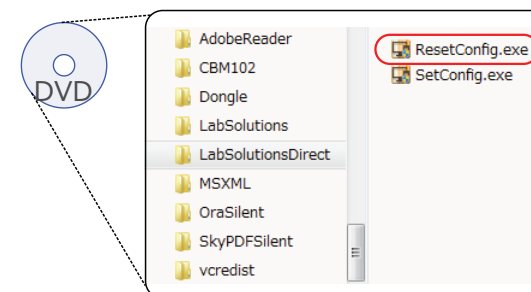 DVD
AdobeReader
CBM102
Dongle
LabSolutions
LabSolutionsDirect
MSXML
OraSilent
SkyPDFSilent
vcredist
ResetConfig.exe
SetConfig.exe